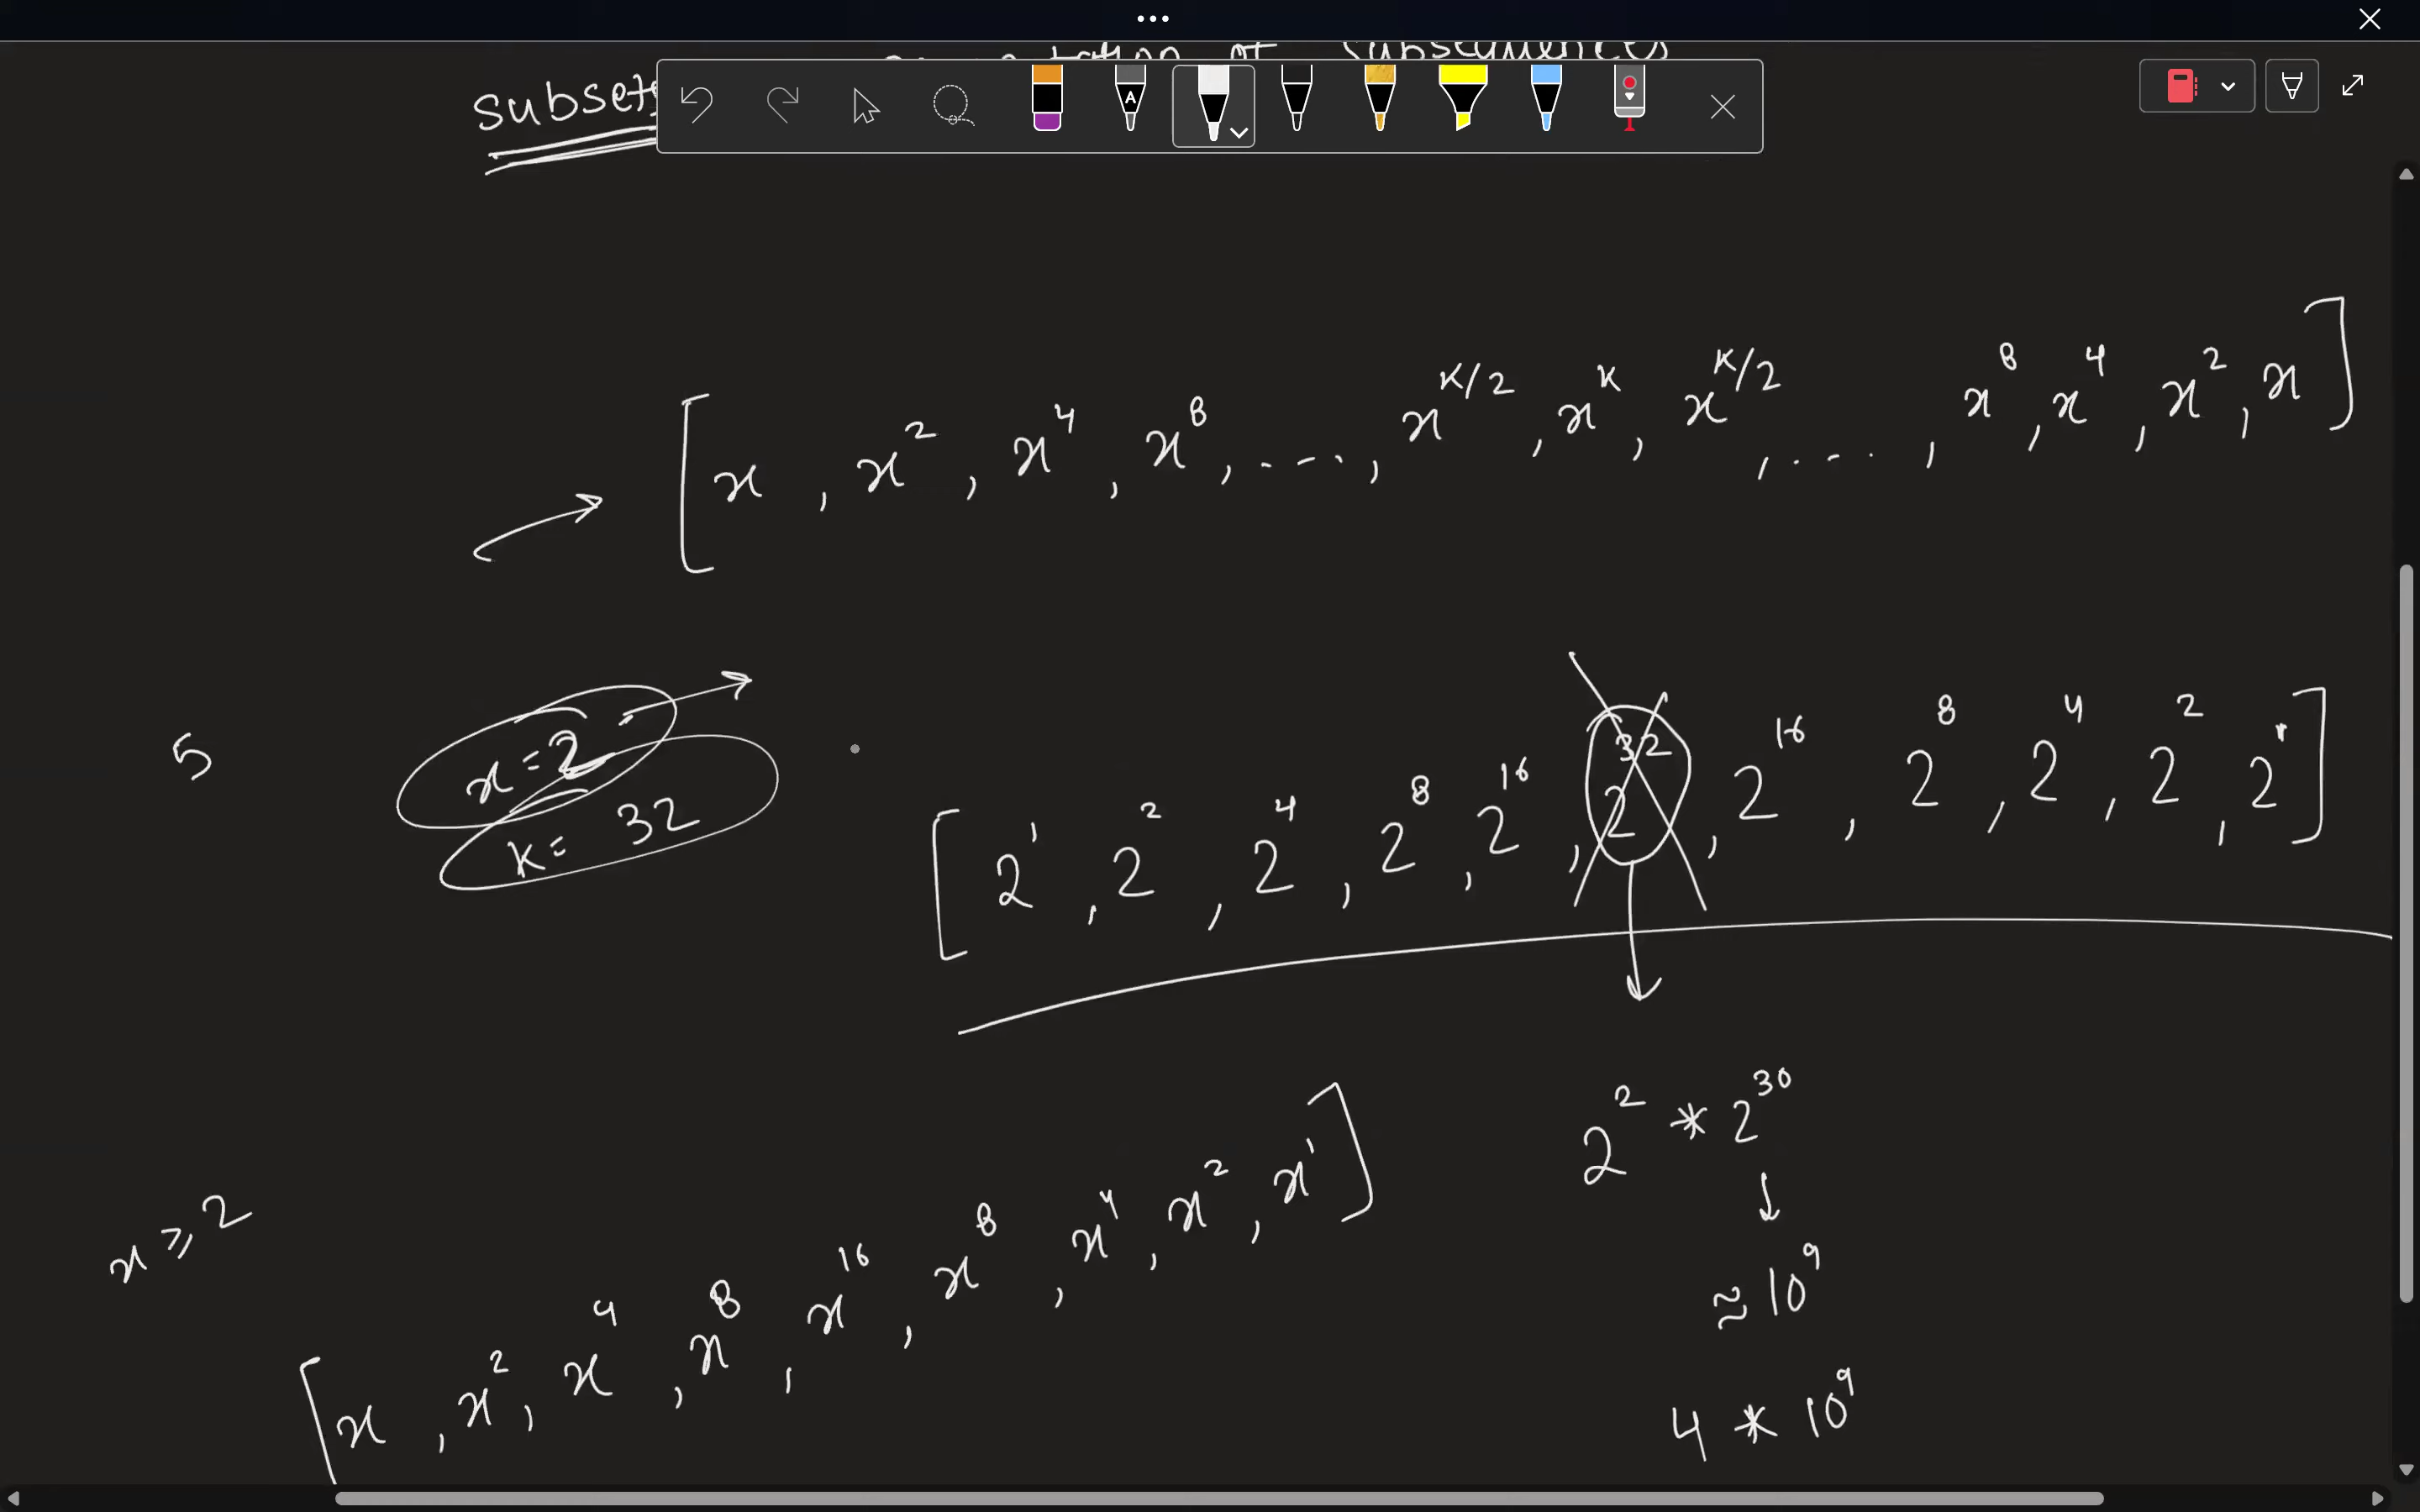 subsets
subsequences
[x, x^2, x^4, x^8, ...., x^{K/2}, x^K, x^{K/2}, ...., x^8, x^4, x^2, x]
5
x = 2
K = 32
[2^1, 2^2, 2^4, 2^8, 2^16, 2^32, 2^16, 2^8, 2^4, 2^2, 2^1]
2^2 * 2^30
≈ 10^9
4 * 10^9
x ≥ 2
[x, x^2, x^4, x^8, x^16, x^8, x^4, x^2, x^1]